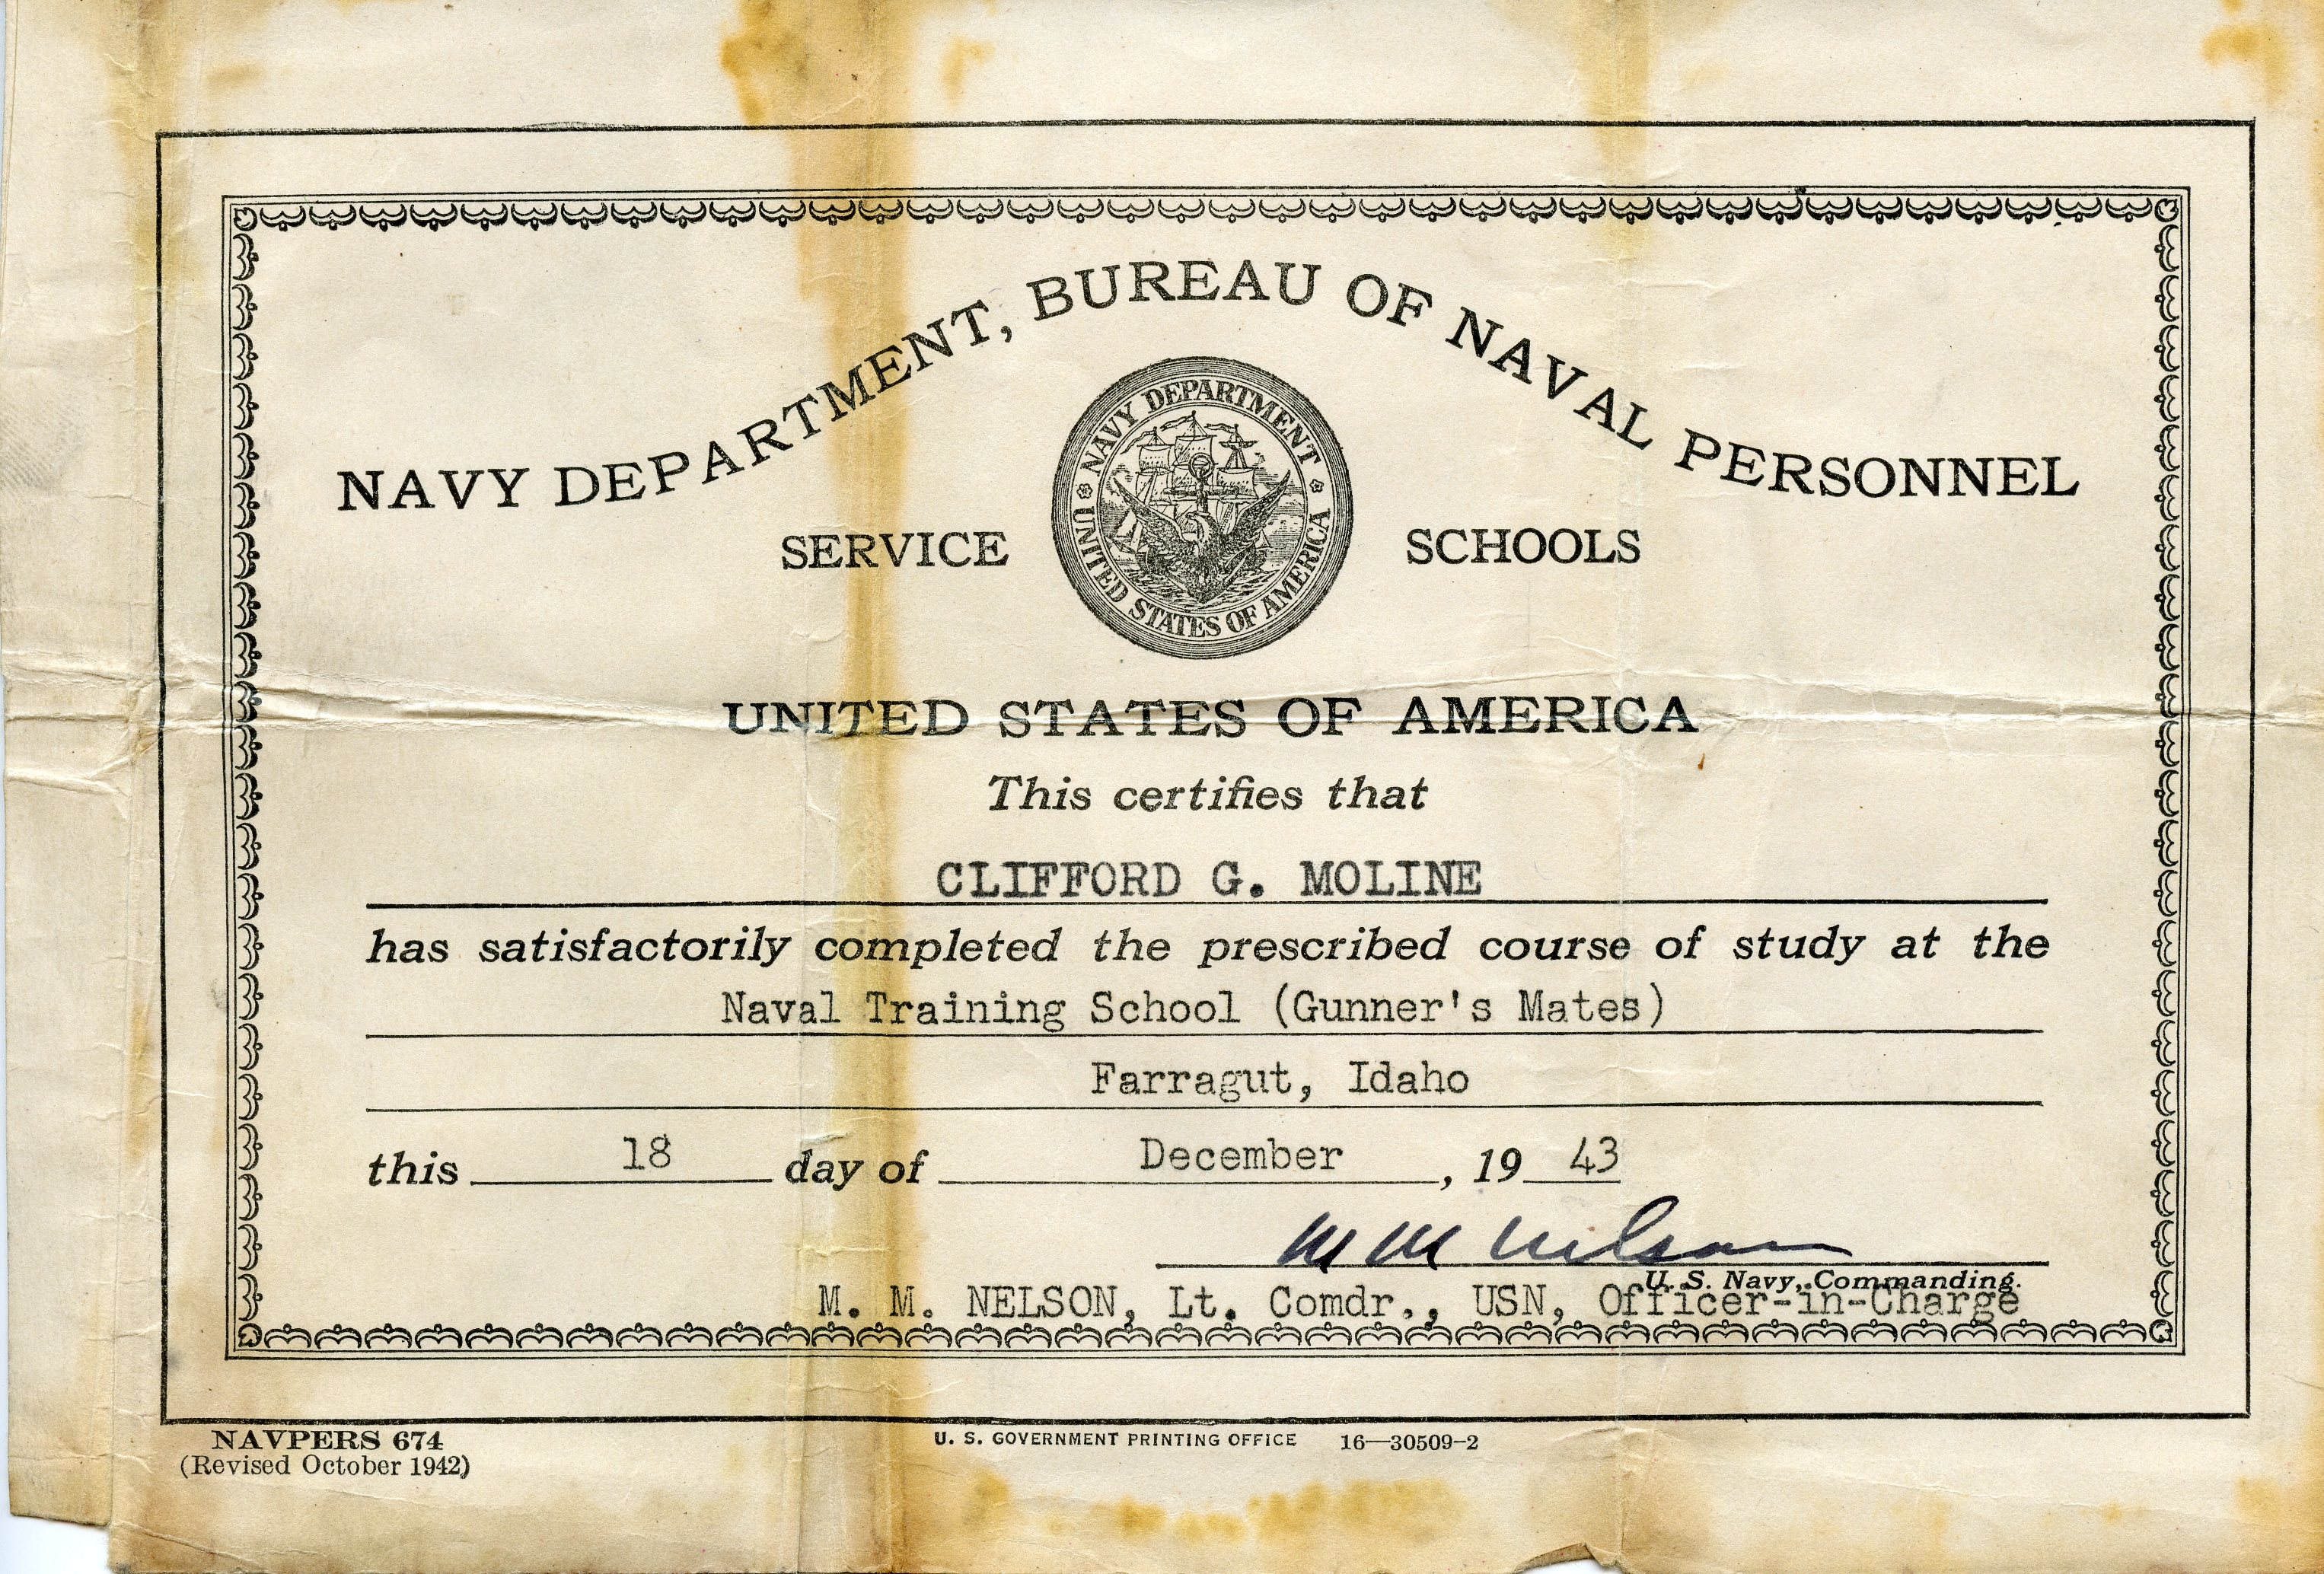 NAVY DEPARTMENT, BUREAU OF NAVAL PERSONNEL
NAVY DEPARTMENT
UNITED STATES OF AMERICA
SERVICE SCHOOLS
UNITED STATES OF AMERICA
This certifies that
CLIFFORD G. MOLINE
has satisfactorily completed the prescribed course of study at the
Naval Training School (Gunner's Mates)
Farragut, Idaho
this 18 day of December, 19 43
M M Nelson
U. S. Navy, Commanding.
M. M. NELSON, Lt. Comdr., USN, Officer-in-Charge
NAVPERS 674
(Revised October 1942)
U. S. GOVERNMENT PRINTING OFFICE 16—30509-2